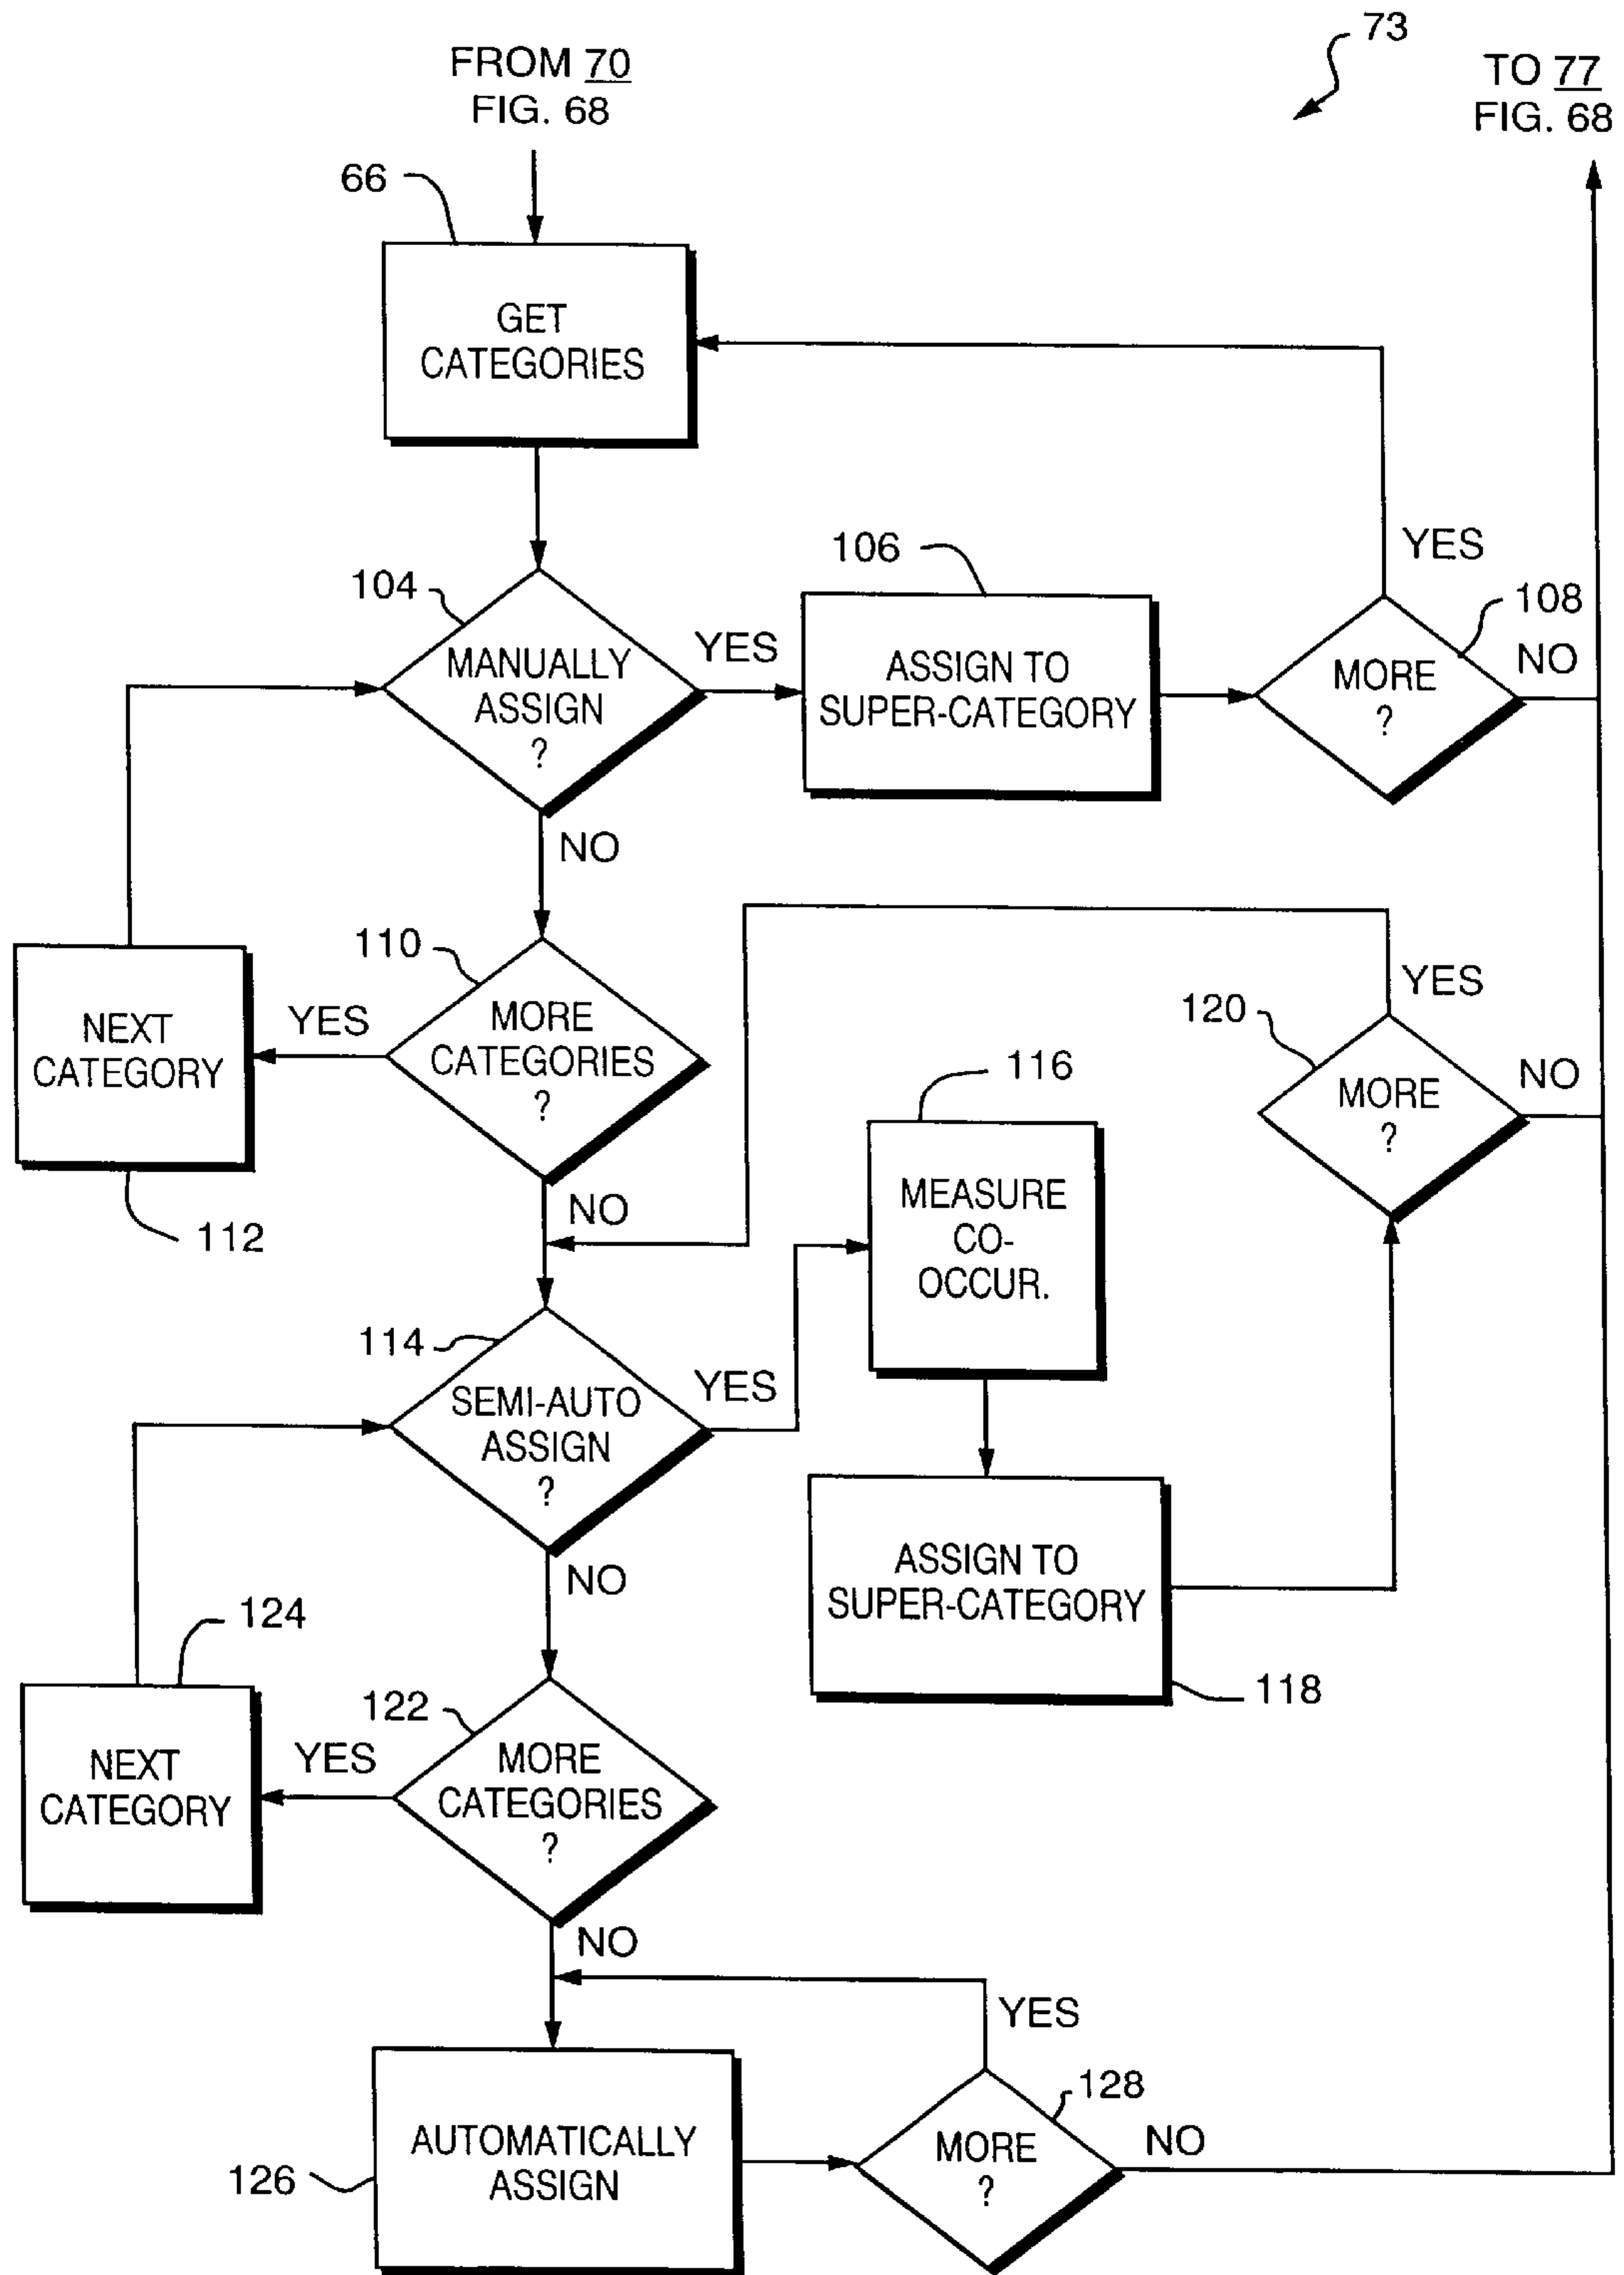 73
FROM 70
FIG. 68
TO 77
FIG. 68
66
GET
CATEGORIES
YES
104
MANUALLY
ASSIGN
?
YES
106
ASSIGN TO
SUPER-CATEGORY
108
MORE
?
NO
NO
NEXT
CATEGORY
112
YES
110
MORE
CATEGORIES
?
NO
YES
120
MORE
?
NO
116
MEASURE
CO-
OCCUR.
114
SEMI-AUTO
ASSIGN
?
YES
NO
ASSIGN TO
SUPER-CATEGORY
118
124
NEXT
CATEGORY
YES
122
MORE
CATEGORIES
?
NO
YES
126
AUTOMATICALLY
ASSIGN
128
MORE
?
NO